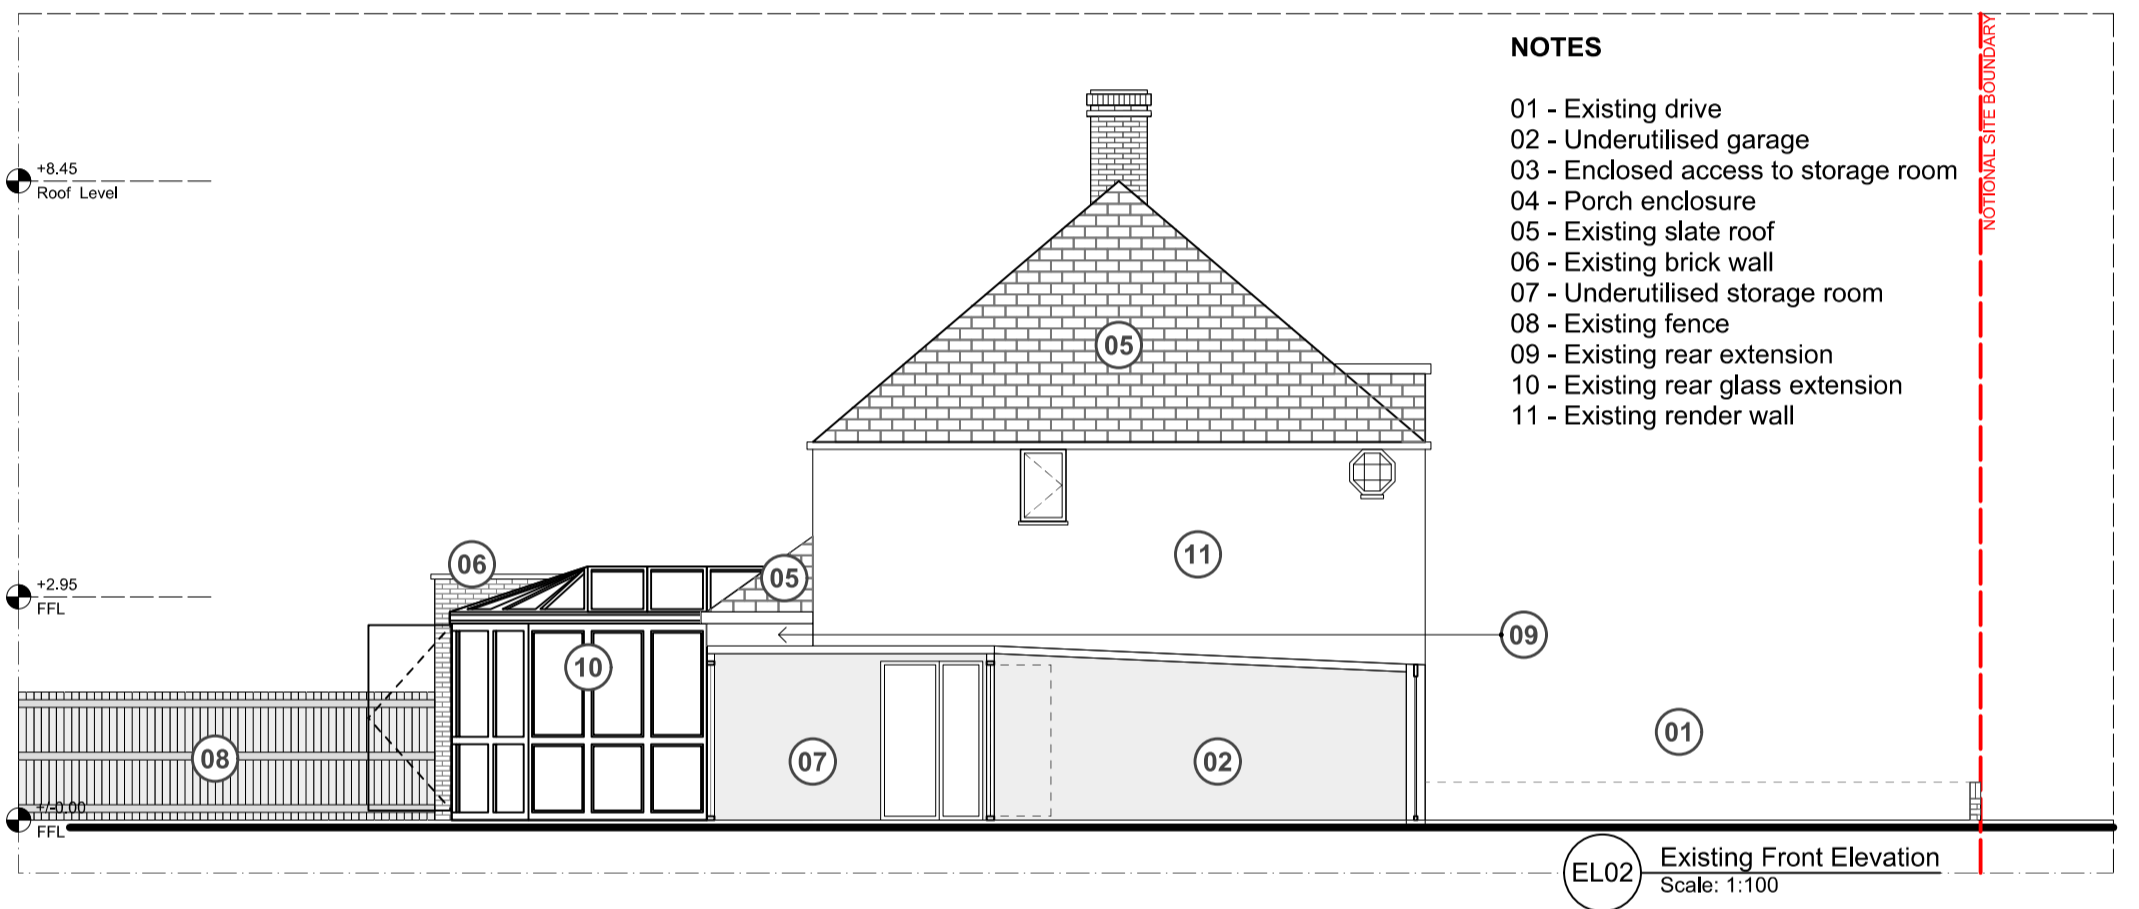 NOTES
01 - Existing drive
02 - Underutilised garage
03 - Enclosed access to storage room
04 - Porch enclosure
05 - Existing slate roof
06 - Existing brick wall
07 - Underutilised storage room
08 - Existing fence
09 - Existing rear extension
10 - Existing rear glass extension
11 - Existing render wall
NOTIONAL SITE BOUNDARY
+8.45
Roof Level
05
+2.95
FFL
06
05
11
09
10
08
07
02
01
+/-0.00
FFL
EL02
Existing Front Elevation
Scale: 1:100